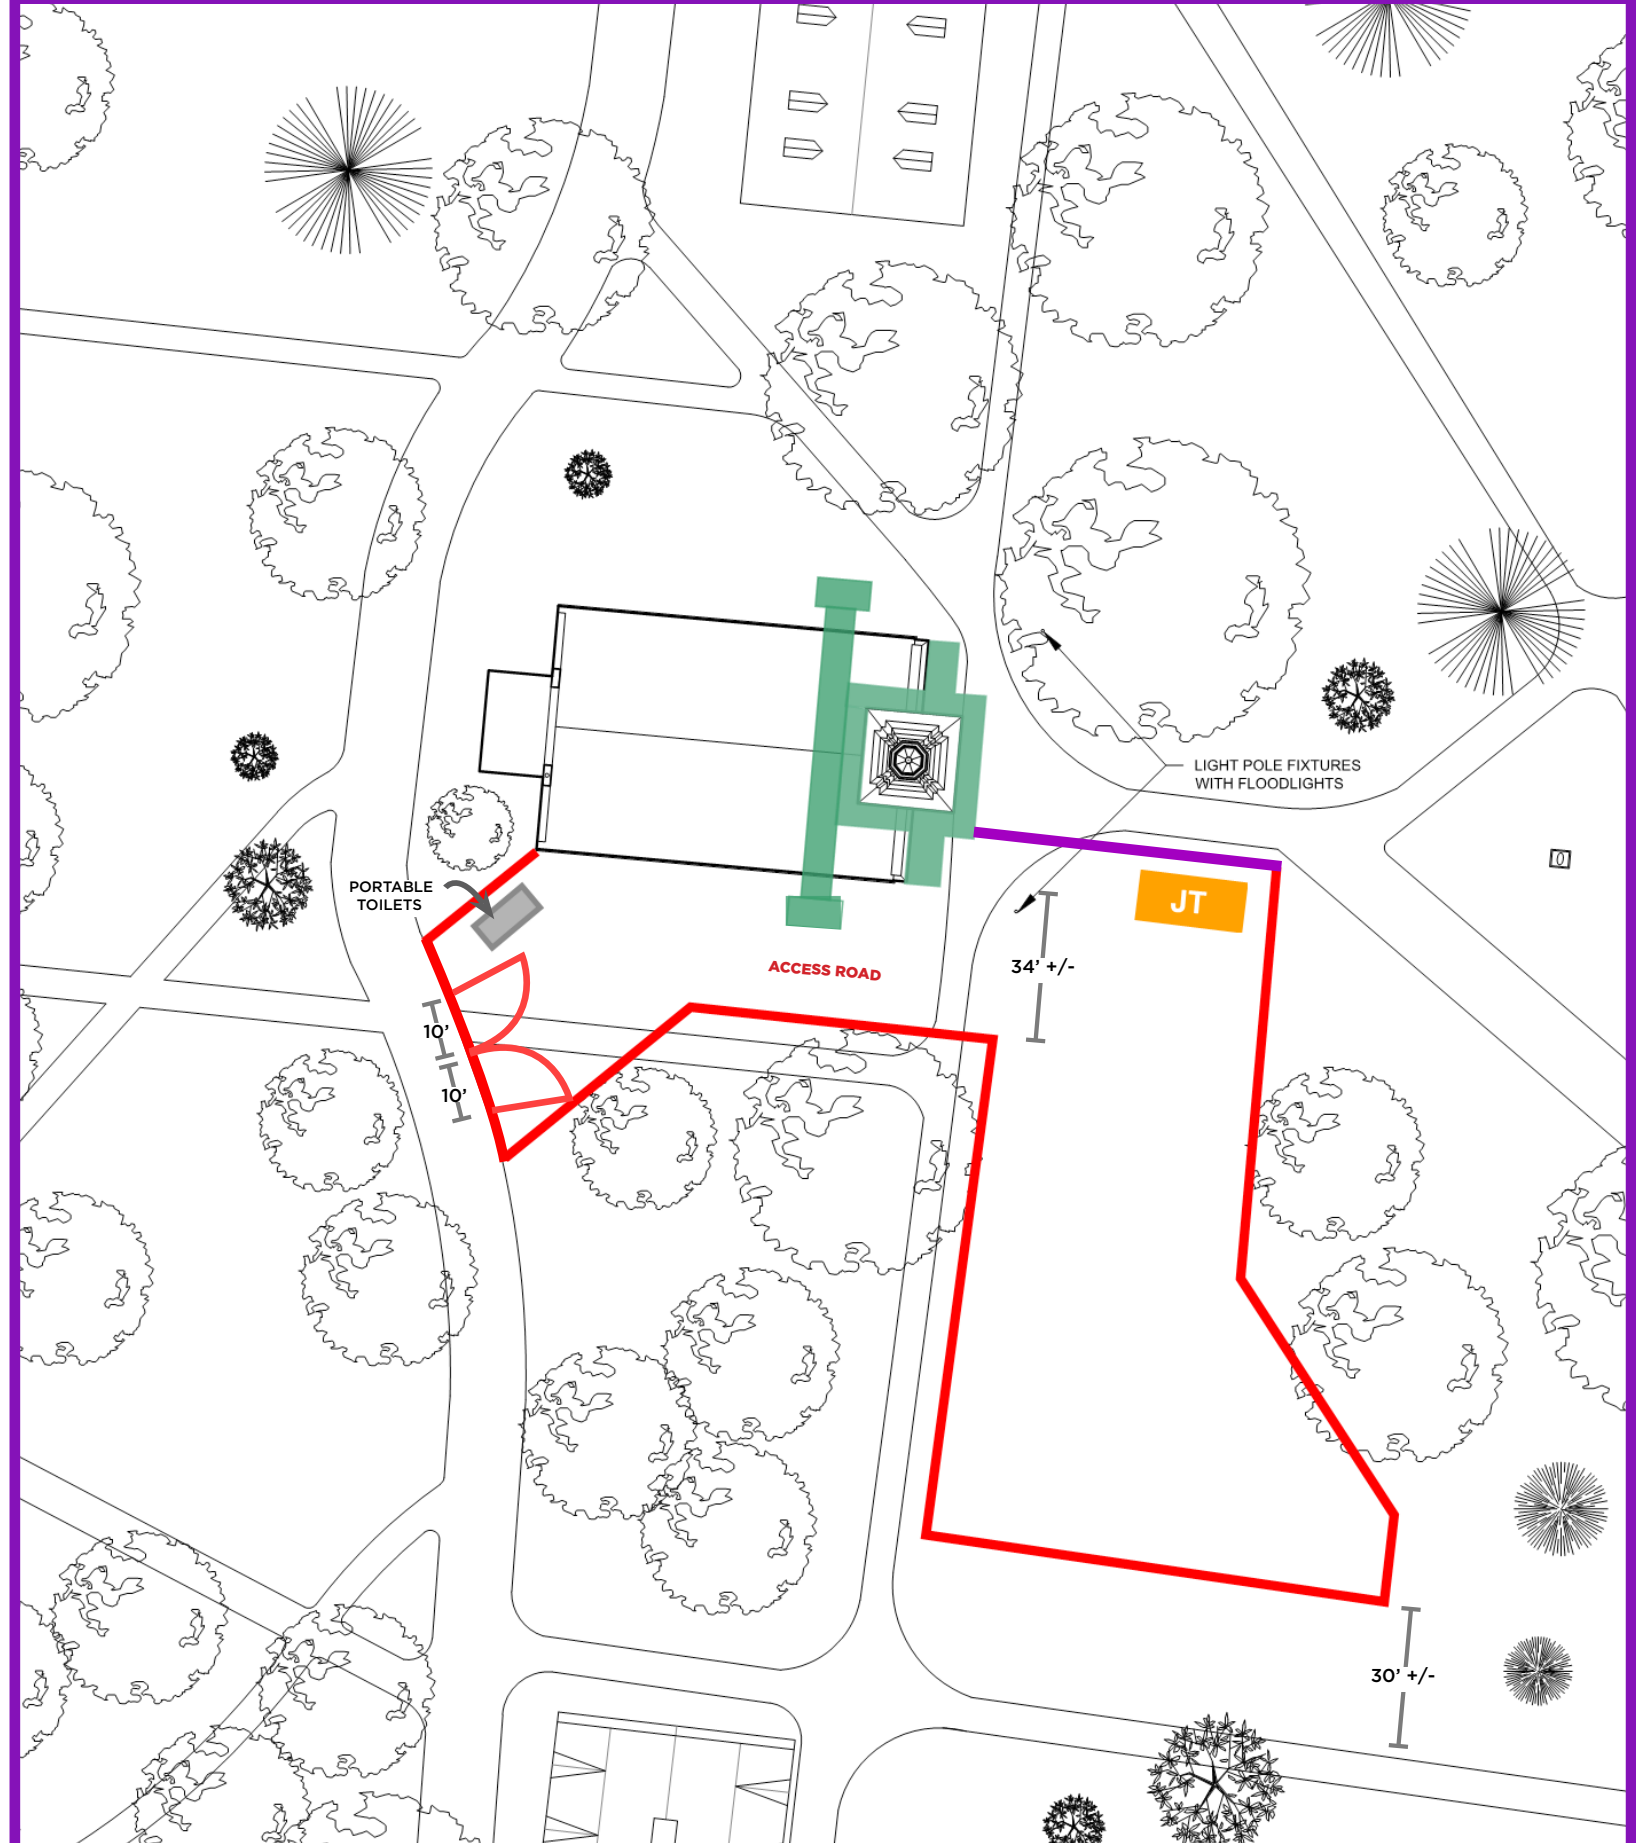 LIGHT POLE FIXTURES
WITH FLOODLIGHTS
PORTABLE
TOILETS
JT
ACCESS ROAD
34' +/-
10'
10'
30' +/-